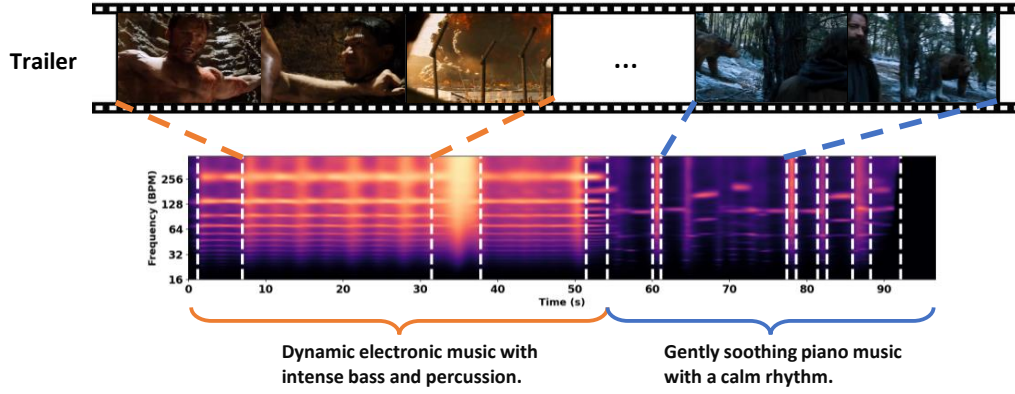 Trailer
...
Frequency (BPM)
256
128
64
32
16
0 10 20 30 40 50 60 70 80 90
Time (s)
Dynamic electronic music with
intense bass and percussion.
Gently soothing piano music
with a calm rhythm.